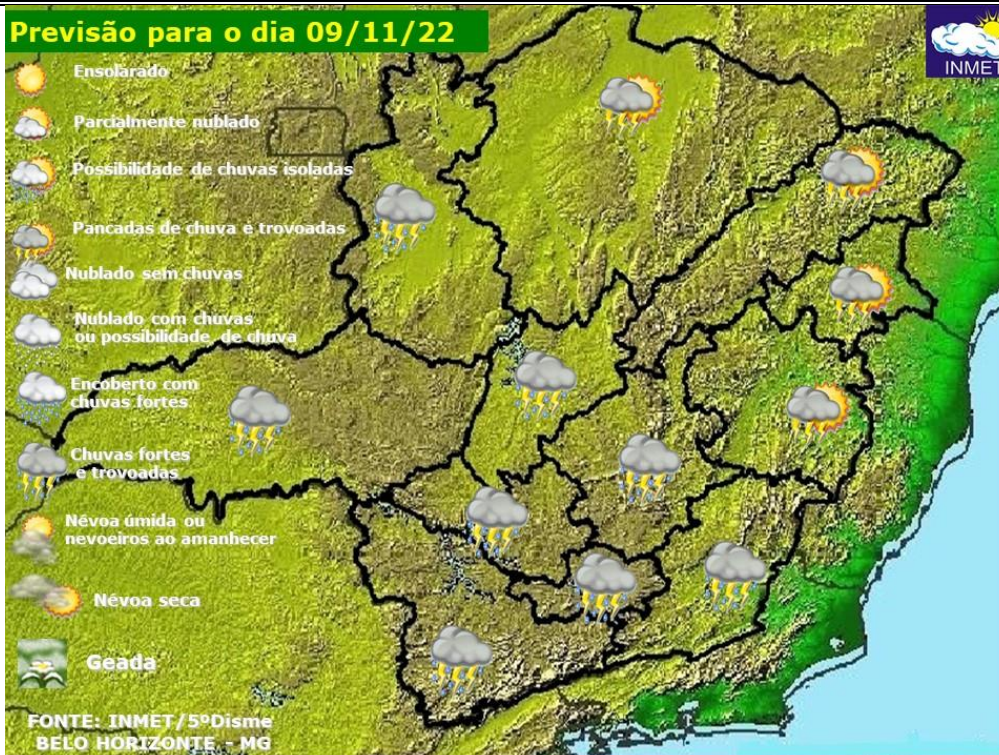 Previsão para o dia 09/11/22
INMET
Ensolarado
Parcialmente nublado
Possibilidade de chuvas isoladas
Pancadas de chuva e trovoadas
Nublado sem chuvas
Nublado com chuvas
ou possibilidade de chuva
Encoberto com
chuvas fortes
Chuvas fortes
e trovoadas
Névoa úmida ou
nevoeiros ao amanhecer
Névoa seca
Geada
FONTE: INMET/5ºDisme
BELO HORIZONTE - MG